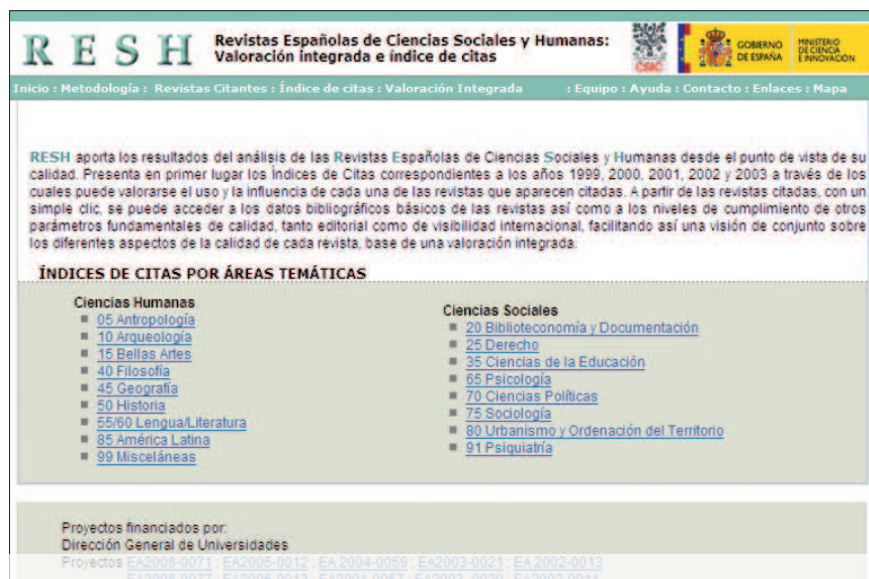 RESH Revistas Españolas de Ciencias Sociales y Humanas:
Valoración integrada e índice de citas
CSIC
GOBIERNO
DE ESPAÑA
MINISTERIO
DE CIENCIA
E INNOVACIÓN
Inicio : Metodología : Revistas Citantes : Índice de citas : Valoración Integrada : Equipo : Ayuda : Contacto : Enlaces : Mapa
RESH aporta los resultados del análisis de las Revistas Españolas de Ciencias Sociales y Humanas desde el punto de vista de su
calidad. Presenta en primer lugar los Índices de Citas correspondientes a los años 1999, 2000, 2001, 2002 y 2003 a través de los
cuales puede valorarse el uso y la influencia de cada una de las revistas que aparecen citadas. A partir de las revistas citadas, con un
simple clic, se puede acceder a los datos bibliográficos básicos de las revistas así como a los niveles de cumplimiento de otros
parámetros fundamentales de calidad, tanto editorial como de visibilidad internacional, facilitando así una visión de conjunto sobre
los diferentes aspectos de la calidad de cada revista, base de una valoración integrada.
ÍNDICES DE CITAS POR ÁREAS TEMÁTICAS
Ciencias Humanas
05 Antropología
10 Arqueología
15 Bellas Artes
40 Filosofía
45 Geografía
50 Historia
55/60 Lengua/Literatura
85 América Latina
99 Misceláneas
Ciencias Sociales
20 Biblioteconomía y Documentación
25 Derecho
35 Ciencias de la Educación
65 Psicología
70 Ciencias Políticas
75 Sociología
80 Urbanismo y Ordenación del Territorio
91 Psiquiatría
Proyectos financiados por:
Dirección General de Universidades
Proyectos EA2006-0071 : EA2005-0012 : EA 2004-0059 : EA2003-0021 : EA 2002-0013